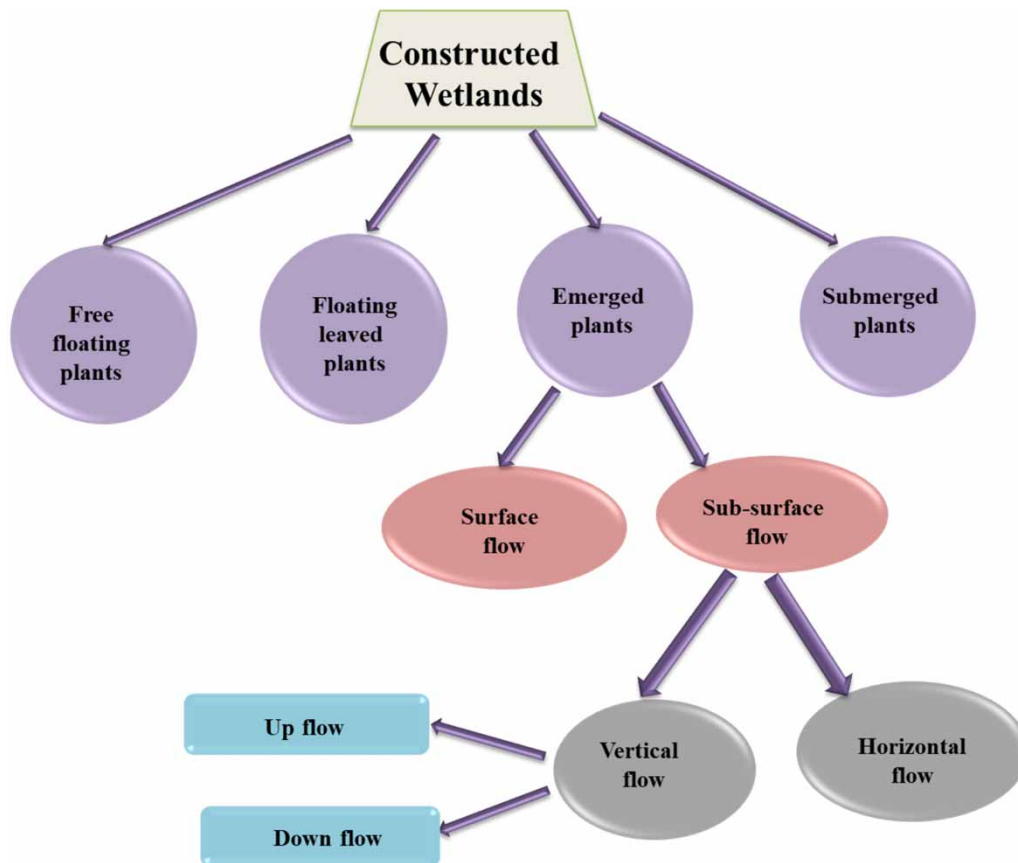 Constructed
Wetlands
Free
floating
plants
Floating
leaved
plants
Emerged
plants
Submerged
plants
Surface
flow
Sub-surface
flow
Up flow
Vertical
flow
Horizontal
flow
Down flow